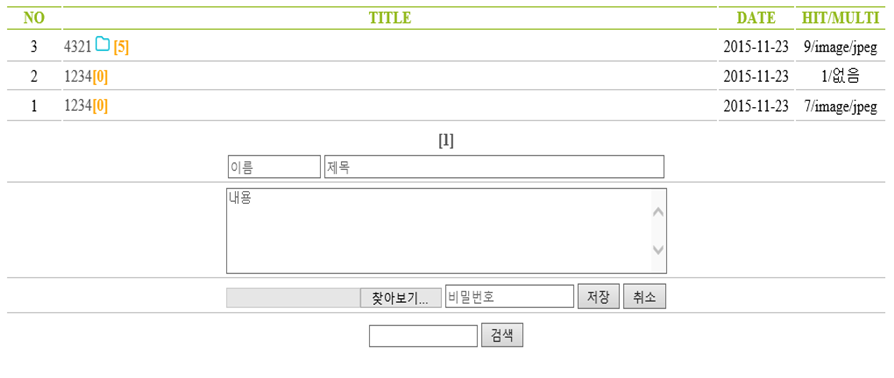 NO TITLE DATE HIT/MULTI
3 4321 [5] 2015-11-23 9/image/jpeg
2 1234[0] 2015-11-23 1/없음
1 1234[0] 2015-11-23 7/image/jpeg
[1]
이름 제목
내용
찾아보기... 비밀번호 저장 취소
검색